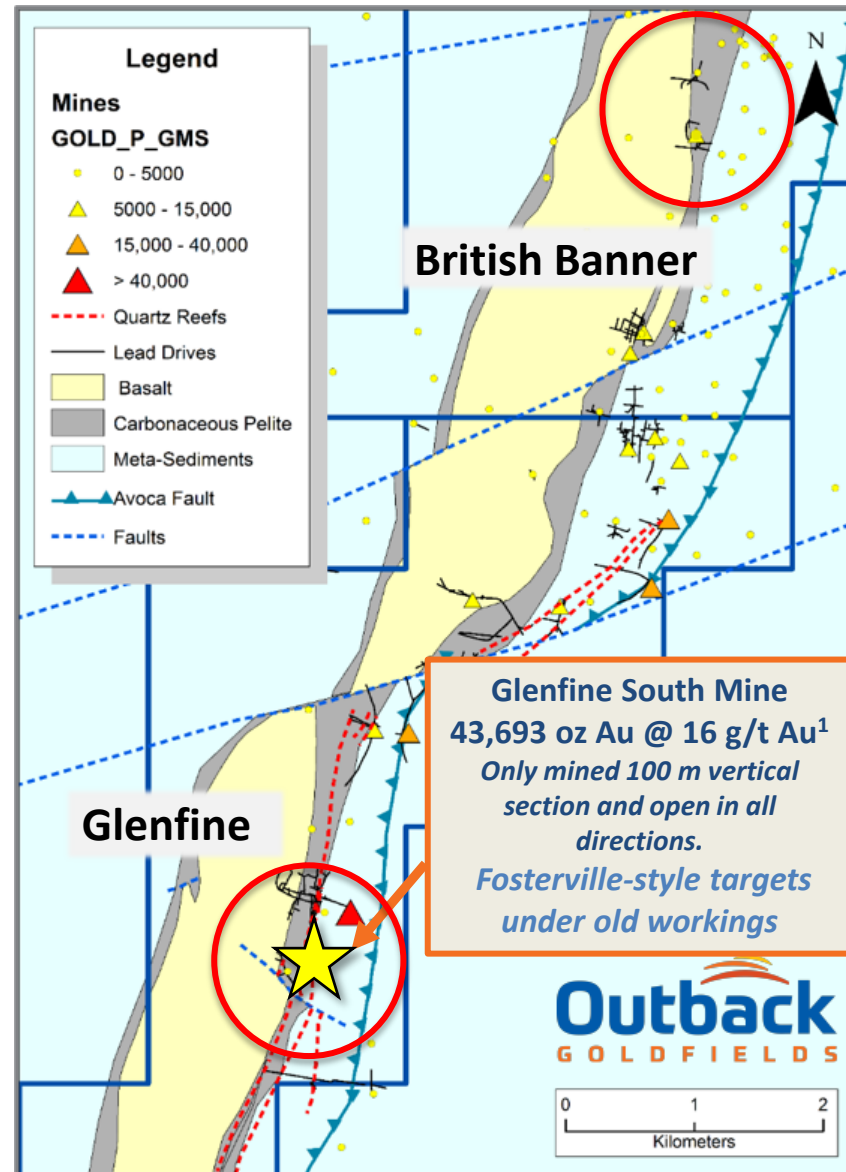 Legend
Mines
GOLD_P_GMS
0 - 5000
5000 - 15,000
15,000 - 40,000
> 40,000
Quartz Reefs
Lead Drives
Basalt
Carbonaceous Pelite
Meta-Sediments
Avoca Fault
Faults
N
British Banner
Glenfine South Mine
43,693 oz Au @ 16 g/t Au¹
Only mined 100 m vertical
section and open in all
directions.
Fosterville-style targets
under old workings
Glenfine
Outback
GOLDFIELDS
0 1 2
Kilometers